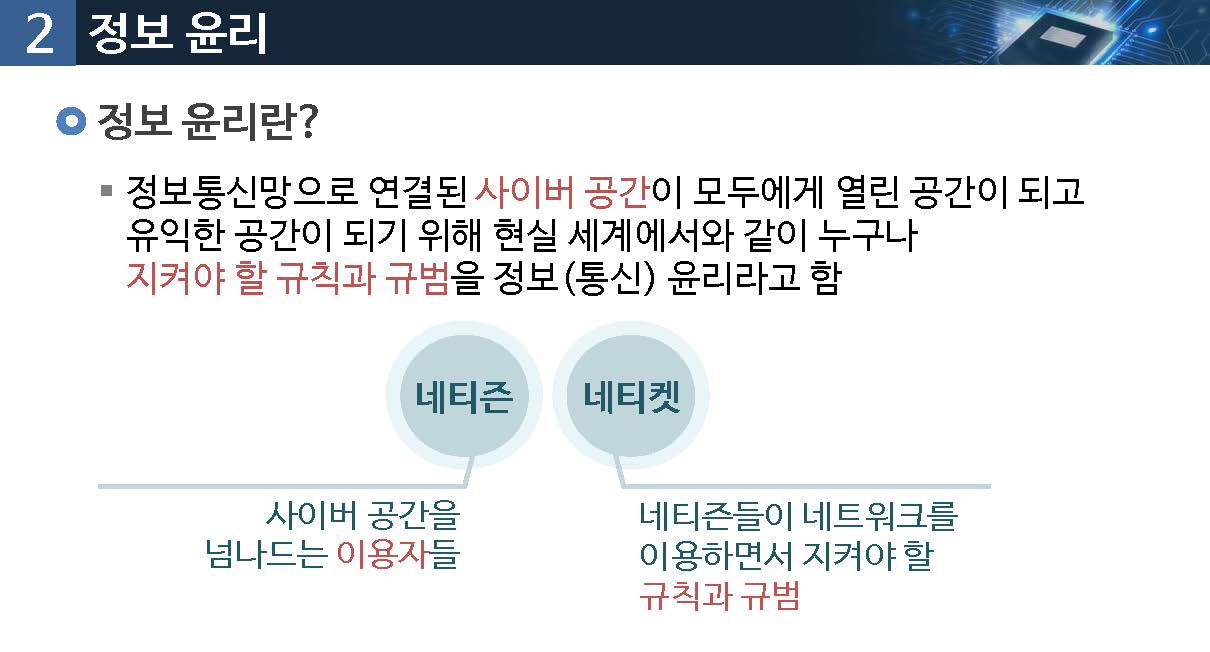 2 정보 윤리
정보 윤리란?
정보통신망으로 연결된 사이버 공간이 모두에게 열린 공간이 되고
유익한 공간이 되기 위해 현실 세계에서와 같이 누구나
지켜야 할 규칙과 규범을 정보(통신) 윤리라고 함
네티즌
사이버 공간을
넘나드는 이용자들
네티켓
네티즌들이 네트워크를
이용하면서 지켜야 할
규칙과 규범